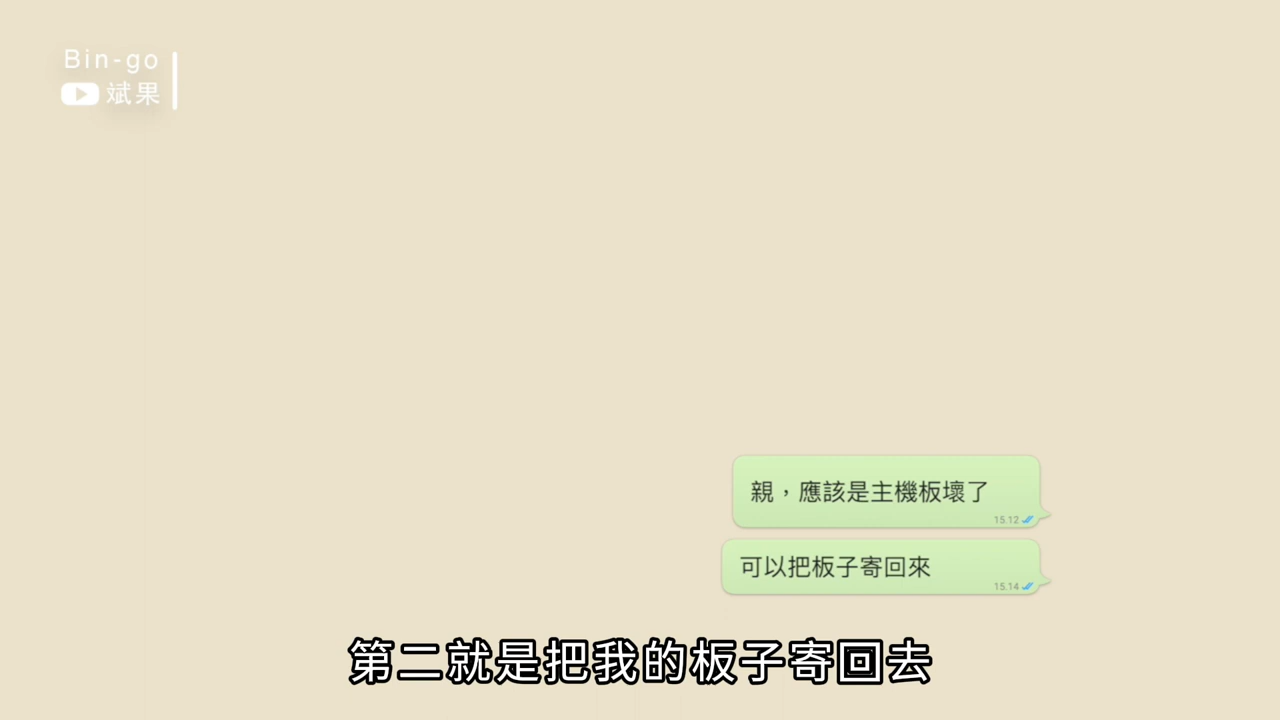 Bin-go
斌果
親，應該是主機板壞了
15.12
可以把板子寄回來
15.14
第二就是把我的板子寄回去